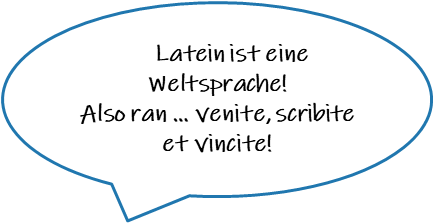 Latein ist eine
Weltsprache!
Also ran ... venite, scribite
et vincite!